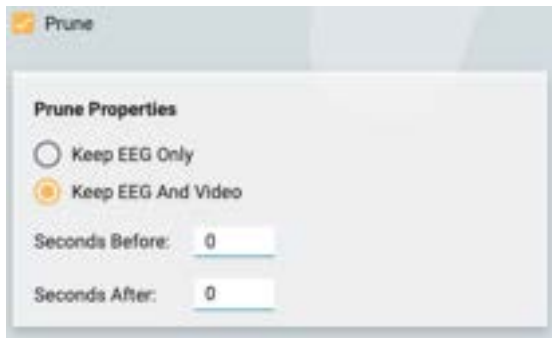 Prune
Prune Properties
Keep EEG Only
Keep EEG And Video
Seconds Before: 0
Seconds After: 0